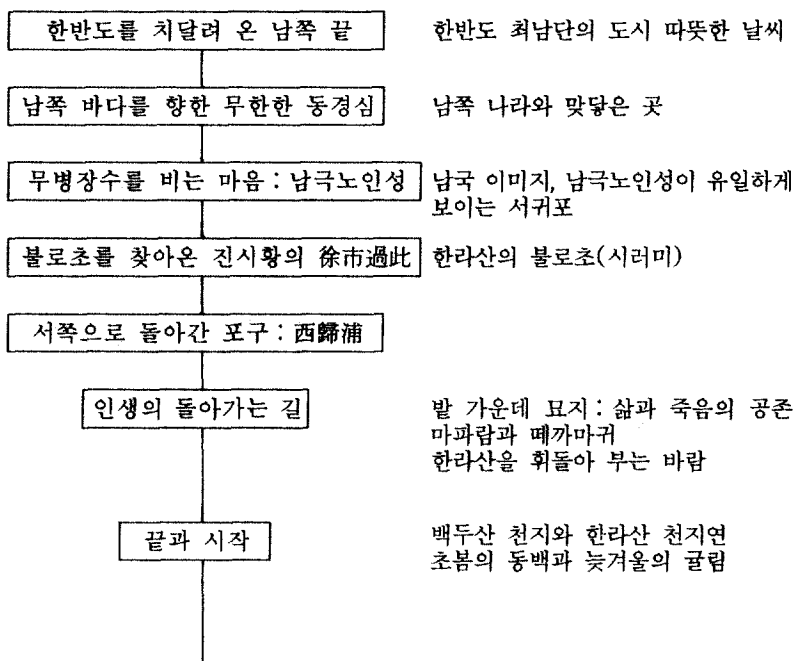 한반도를 치달려 온 남쪽 끝
한반도 최남단의 도시 따뜻한 날씨
남쪽 바다를 향한 무한한 동경심
남쪽 나라와 맞닿은 곳
무병장수를 비는 마음 : 남극노인성
남국 이미지, 남극노인성이 유일하게
보이는 서귀포
불로초를 찾아온 진시황의 徐市過此
한라산의 불로초(시러미)
서쪽으로 돌아간 포구 : 西歸浦
인생의 돌아가는 길
밭 가운데 묘지 : 삶과 죽음의 공존
마파람과 떼까마귀
한라산을 휘돌아 부는 바람
끝과 시작
백두산 천지와 한라산 천지연
초봄의 동백과 늦겨울의 귤림